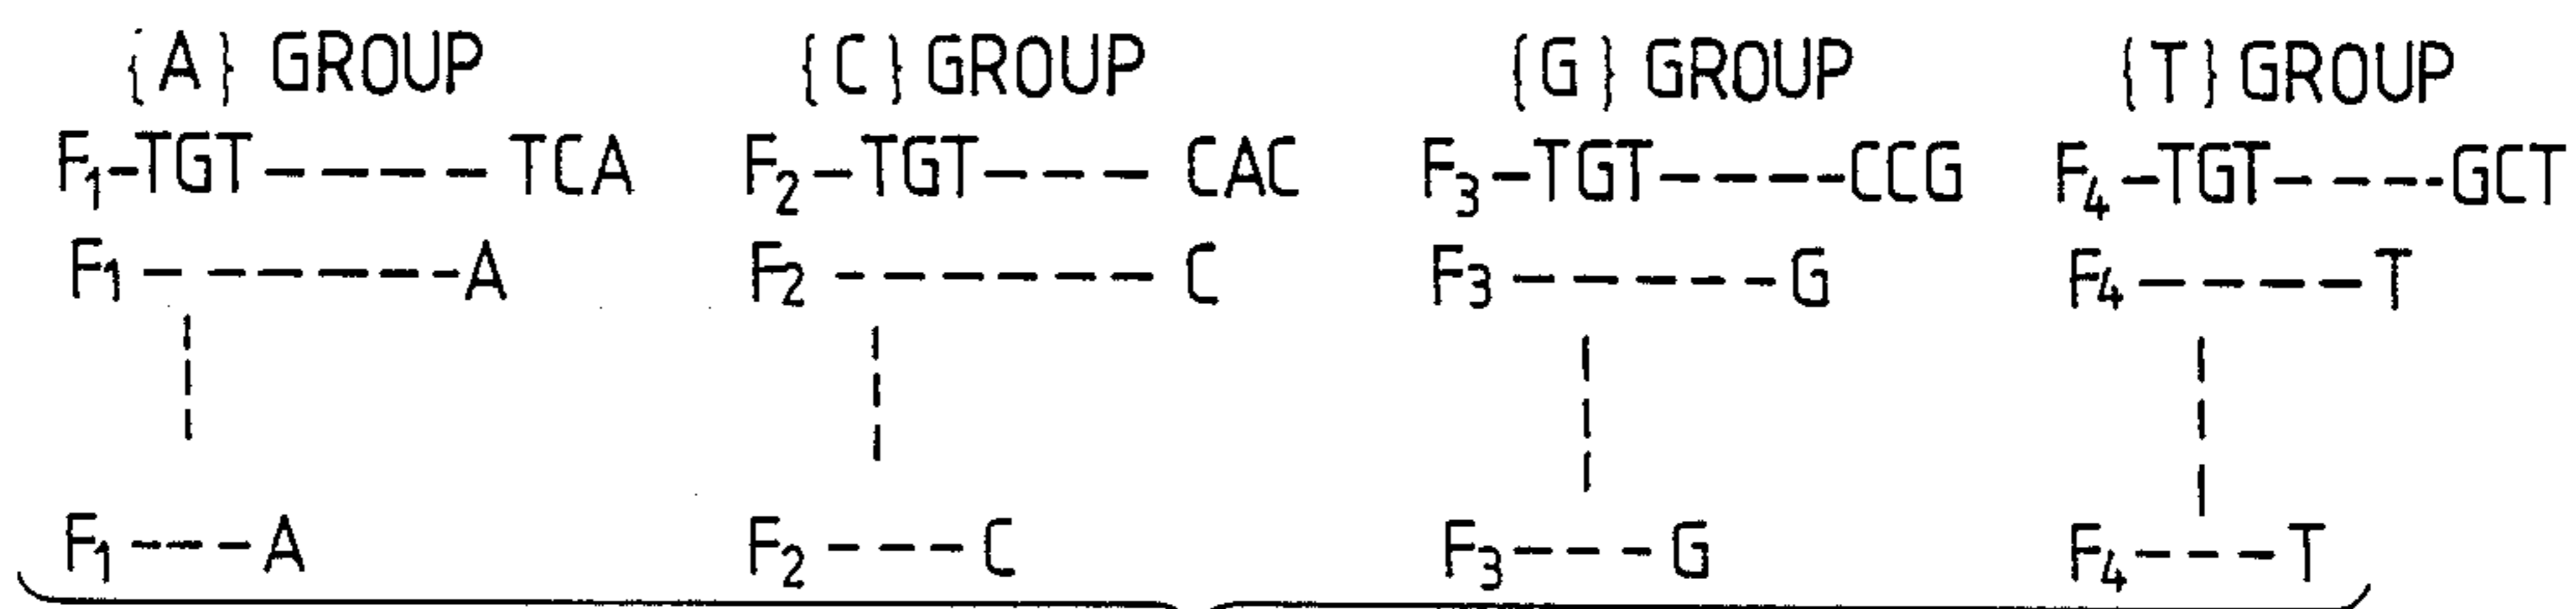 {A} GROUP {C} GROUP {G} GROUP {T} GROUP
F₁-TGT-----TCA F₂-TGT--- CAC F₃-TGT-----CCG F₄-TGT-----GCT
F₁-------A F₂-------C F₃------G F₄-----T
F₁---A F₂---C F₃---G F₄---T